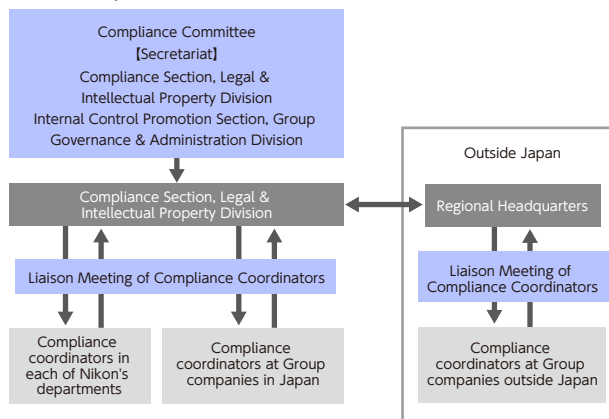 Compliance Committee
【Secretariat】
Compliance Section, Legal &
Intellectual Property Division
Internal Control Promotion Section, Group
Governance & Administration Division
Outside Japan
Compliance Section, Legal &
Intellectual Property Division
Regional Headquarters
Liaison Meeting of Compliance Coordinators
Liaison Meeting of
Compliance Coordinators
Compliance
coordinators in
each of Nikon's
departments
Compliance
coordinators at Group
companies in Japan
Compliance
coordinators at Group
companies outside Japan